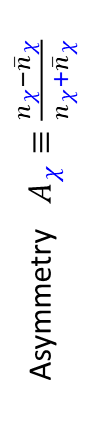 Asymmetry A_χ ≡ (n_χ − n̄_χ) / (n_χ + n̄_χ)